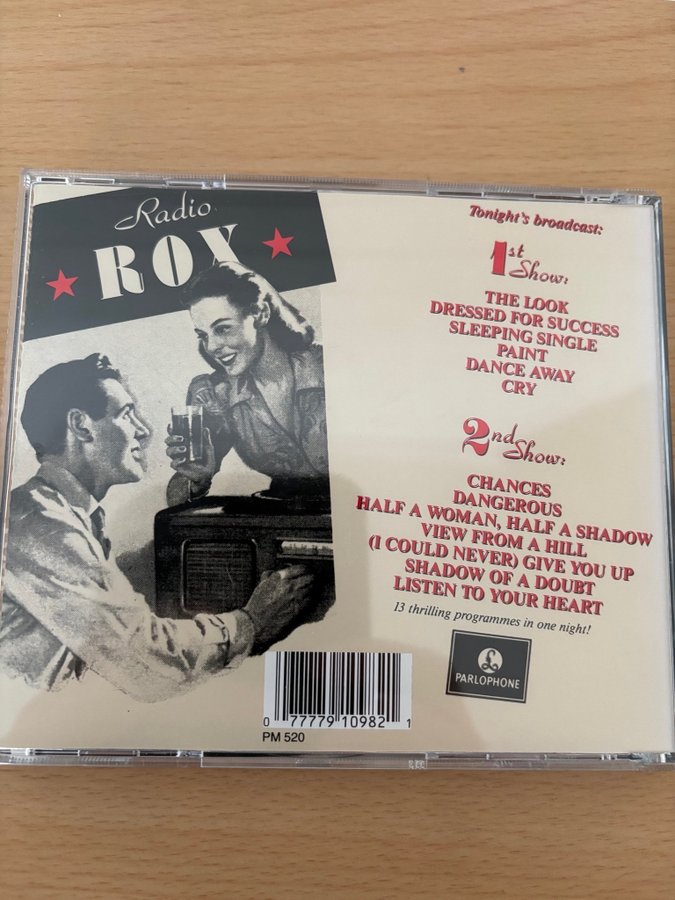 Radio
ROX
Tonight's broadcast:
1st Show:
THE LOOK
DRESSED FOR SUCCESS
SLEEPING SINGLE
PAINT
DANCE AWAY
CRY
2nd Show:
CHANCES
DANGEROUS
HALF A WOMAN, HALF A SHADOW
VIEW FROM A HILL
(I COULD NEVER) GIVE YOU UP
SHADOW OF A DOUBT
LISTEN TO YOUR HEART
13 thrilling programmes in one night!
£
PARLOPHONE
0 77779 10982 1
PM 520